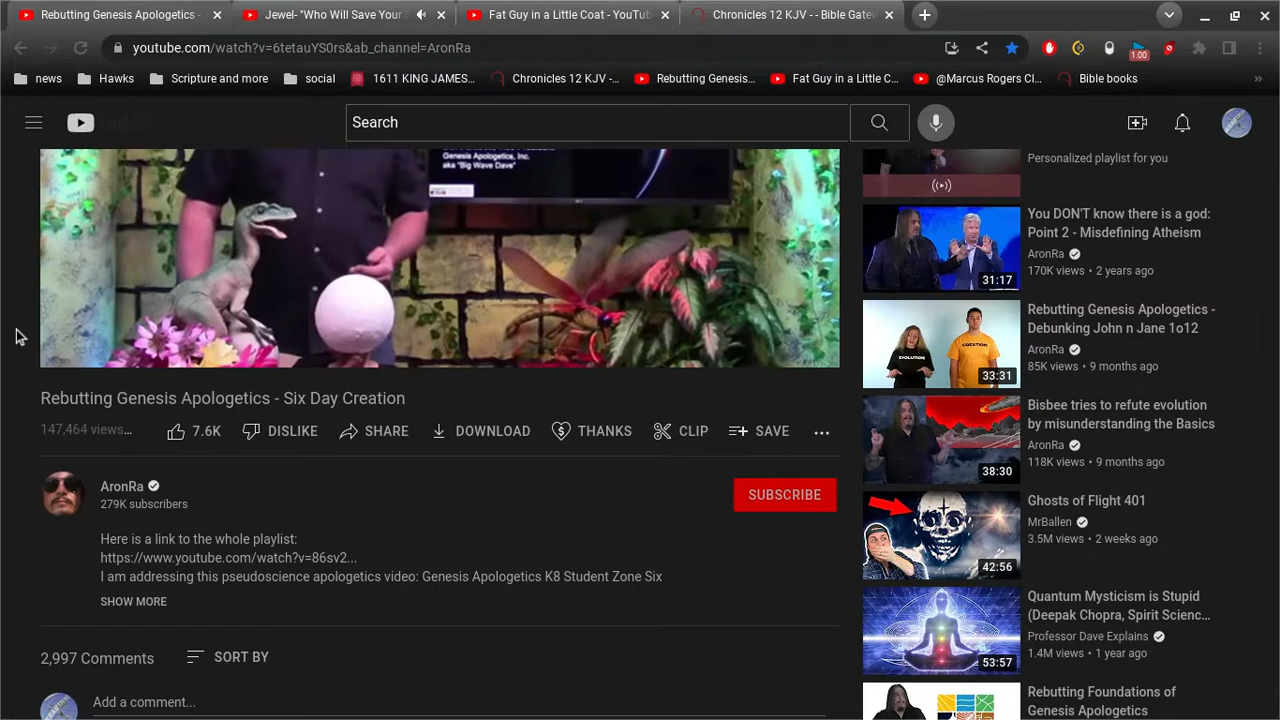 Rebutting Genesis Apologetics -
Jewel- "Who Will Save Your S
Fat Guy in a Little Coat - YouTub
Chronicles 12 KJV - - Bible Gatew
youtube.com/watch?v=6tetauYS0rs&ab_channel=AronRa
1.00
news
Hawks
Scripture and more
social
1611 KING JAMES...
Chronicles 12 KJV -...
Rebutting Genesis...
Fat Guy in a Little C...
@Marcus Rogers Cl...
Bible books
Search
Genesis Apologetics, Inc.
aka "Big Wave Dave"
Rebutting Genesis Apologetics - Six Day Creation
147,464 views...
7.6K
DISLIKE
SHARE
DOWNLOAD
THANKS
CLIP
SAVE
AronRa
279K subscribers
SUBSCRIBE
Here is a link to the whole playlist:
https://www.youtube.com/watch?v=86sv2...
I am addressing this pseudoscience apologetics video: Genesis Apologetics K8 Student Zone Six
SHOW MORE
2,997 Comments
SORT BY
Add a comment...
Personalized playlist for you
You DON'T know there is a god:
Point 2 - Misdefining Atheism
AronRa
170K views • 2 years ago
31:17
Rebutting Genesis Apologetics -
Debunking John n Jane 1o12
AronRa
85K views • 9 months ago
EVOLUTION
CREATION
33:31
Bisbee tries to refute evolution
by misunderstanding the Basics
AronRa
118K views • 9 months ago
38:30
Ghosts of Flight 401
MrBallen
3.5M views • 2 weeks ago
42:56
Quantum Mysticism is Stupid
(Deepak Chopra, Spirit Scienc...
Professor Dave Explains
1.4M views • 1 year ago
53:57
Rebutting Foundations of
Genesis Apologetics